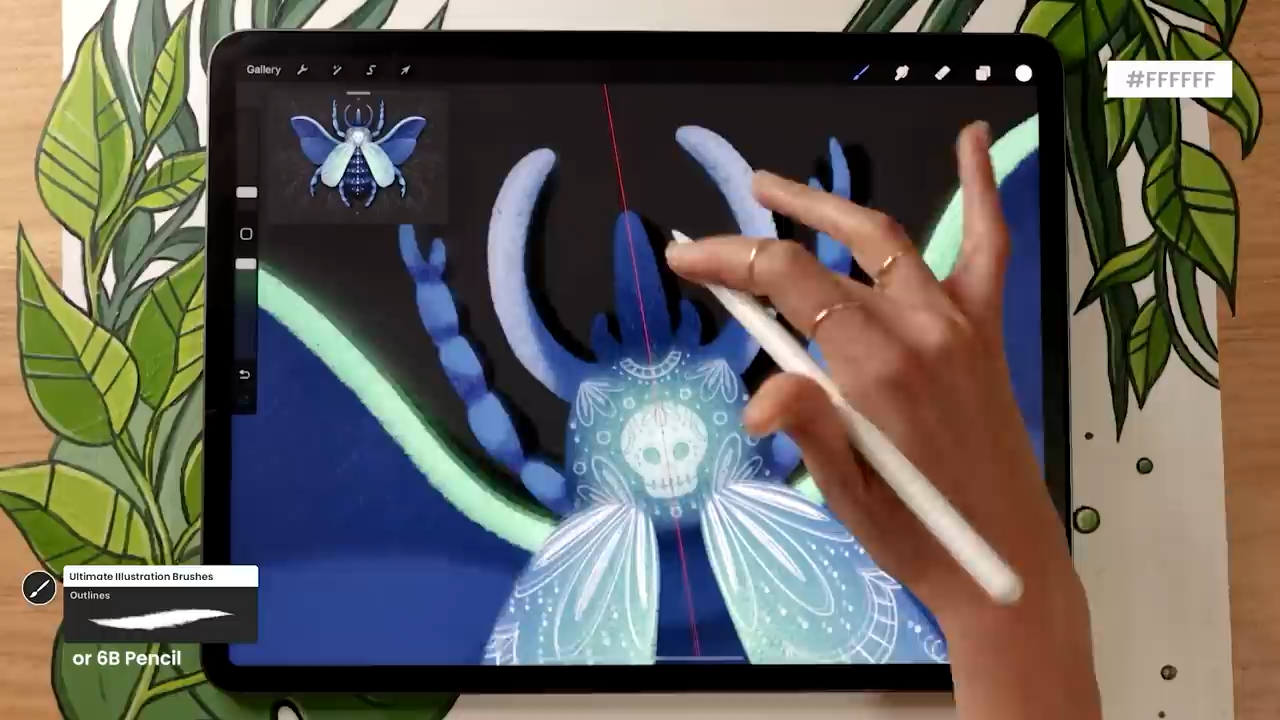 Gallery
#FFFFFF
Ultimate Illustration Brushes
Outlines
or 6B Pencil